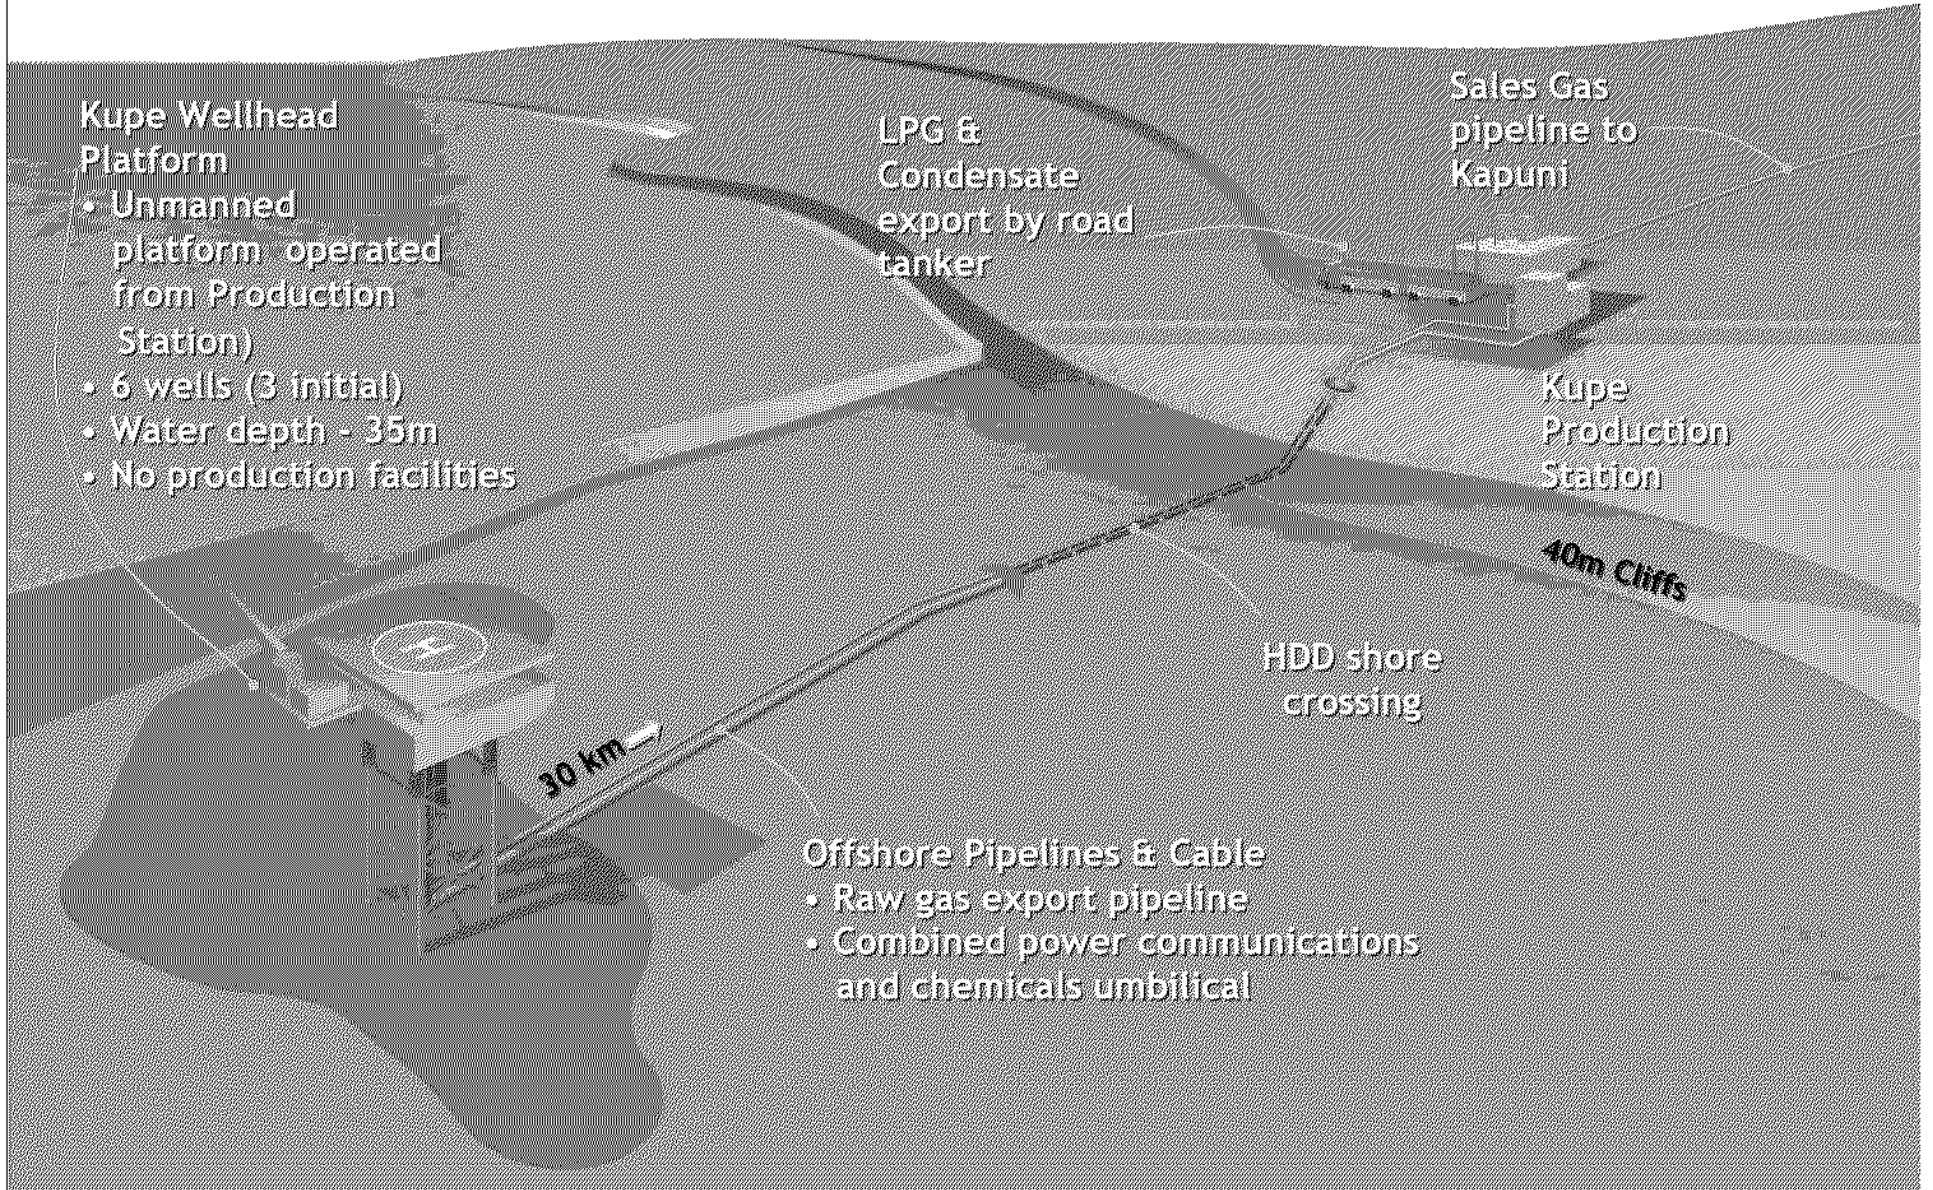 Kupe Wellhead
Platform
• Unmanned
platform operated
from Production
Station)
• 6 wells (3 initial)
• Water depth - 35m
• No production facilities
LPG &
Condensate
export by road
tanker
Sales Gas
pipeline to
Kapuni
Kupe
Production
Station
40m Cliffs
HDD shore
crossing
H
30 km
Offshore Pipelines & Cable
• Raw gas export pipeline
• Combined power communications
and chemicals umbilical